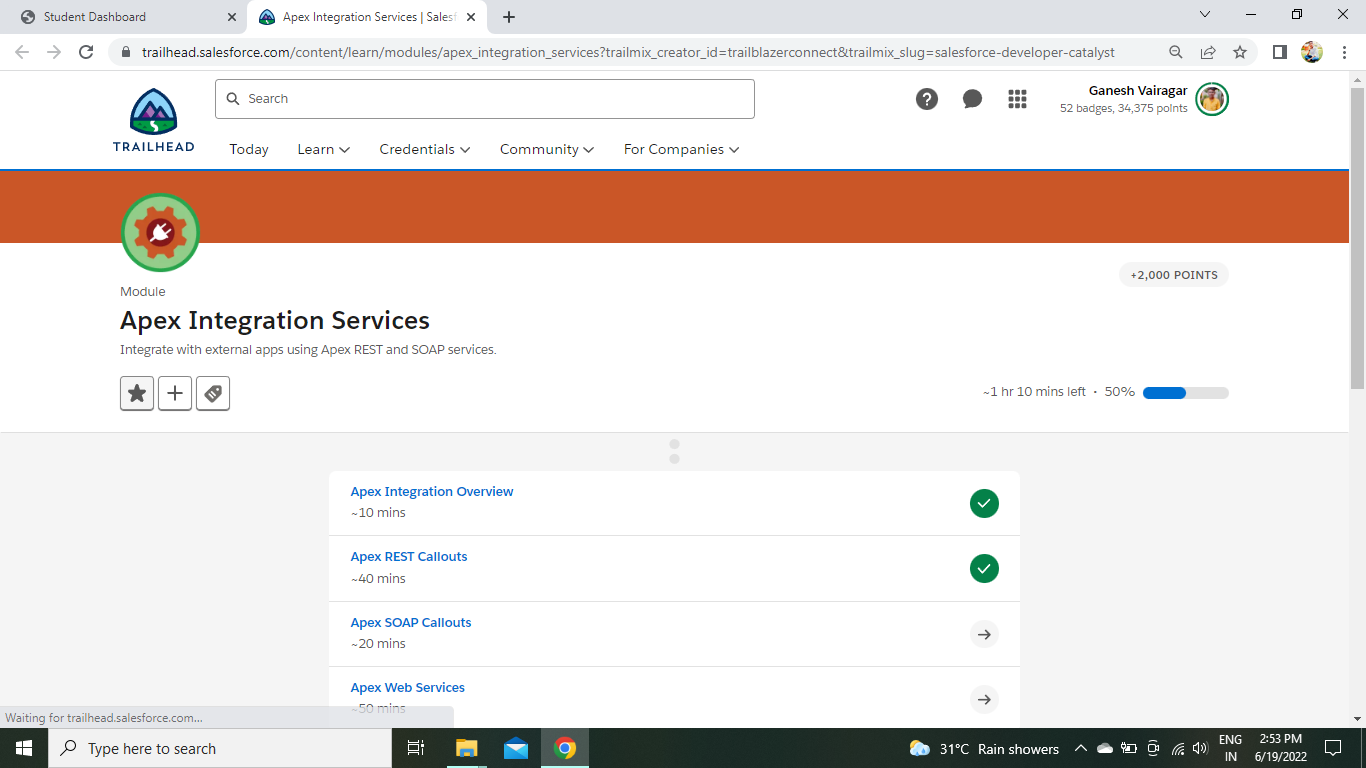 Student Dashboard
Apex Integration Services | Salesf
trailhead.salesforce.com/content/learn/modules/apex_integration_services?trailmix_creator_id=trailblazerconnect&trailmix_slug=salesforce-developer-catalyst
TRAILHEAD
Search
Ganesh Vairagar
52 badges, 34,375 points
Today
Learn
Credentials
Community
For Companies
+2,000 POINTS
Module
Apex Integration Services
Integrate with external apps using Apex REST and SOAP services.
~1 hr 10 mins left • 50%
Apex Integration Overview
~10 mins
Apex REST Callouts
~40 mins
Apex SOAP Callouts
~20 mins
Apex Web Services
~50 mins
Waiting for trailhead.salesforce.com...
Type here to search
31°C Rain showers
ENG
IN
2:53 PM
6/19/2022